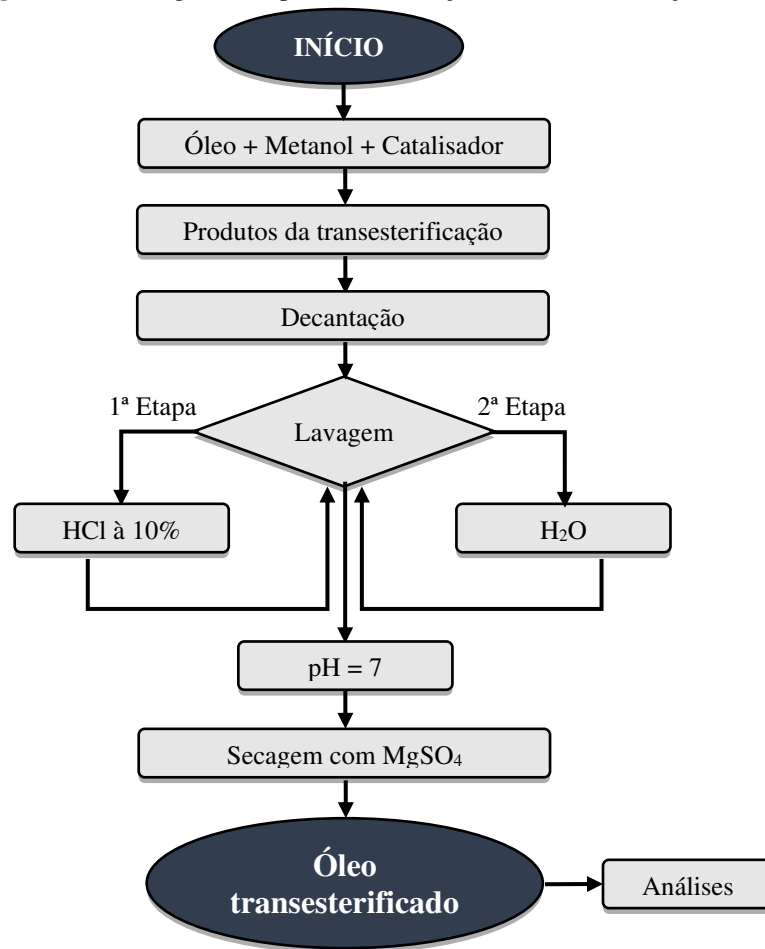 INÍCIO
Óleo + Metanol + Catalisador
Produtos da transesterificação
Decantação
1ª Etapa
2ª Etapa
Lavagem
HCl à 10%
H₂O
pH = 7
Secagem com MgSO₄
Óleo
transesterificado
Análises